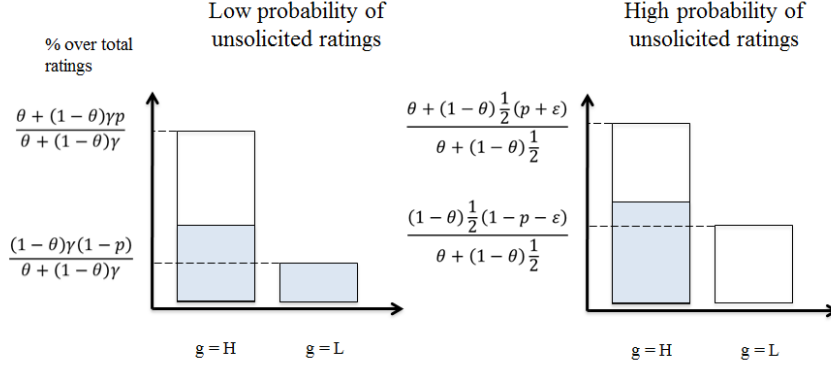 Low probability of
unsolicited ratings
% over total
ratings
θ + (1 − θ)γp
θ + (1 − θ)γ
(1 − θ)γ(1 − p)
θ + (1 − θ)γ
g = H
g = L
High probability of
unsolicited ratings
θ + (1 − θ) 1/2 (p + ε)
θ + (1 − θ) 1/2
(1 − θ) 1/2 (1 − p − ε)
θ + (1 − θ) 1/2
g = H
g = L